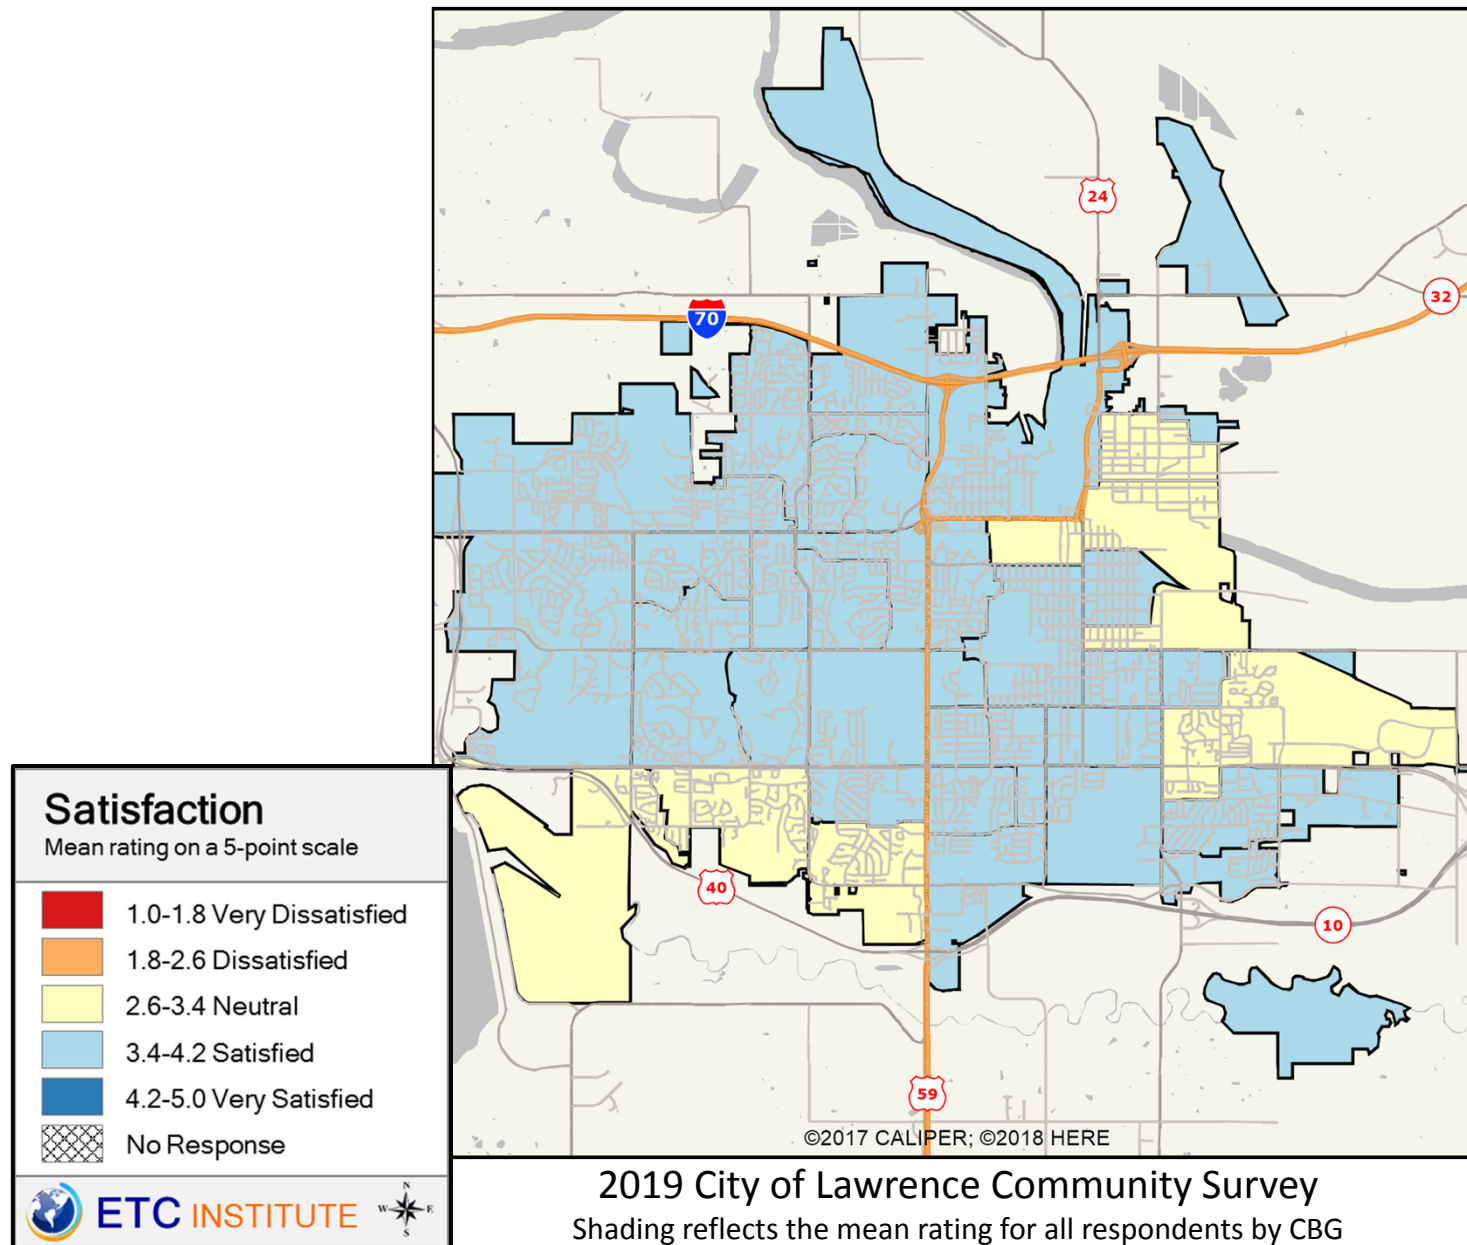 24
32
70
40
10
59
©2017 CALIPER; ©2018 HERE
Satisfaction
Mean rating on a 5-point scale
1.0-1.8 Very Dissatisfied
1.8-2.6 Dissatisfied
2.6-3.4 Neutral
3.4-4.2 Satisfied
4.2-5.0 Very Satisfied
No Response
ETC INSTITUTE
N
W E
S
2019 City of Lawrence Community Survey
Shading reflects the mean rating for all respondents by CBG